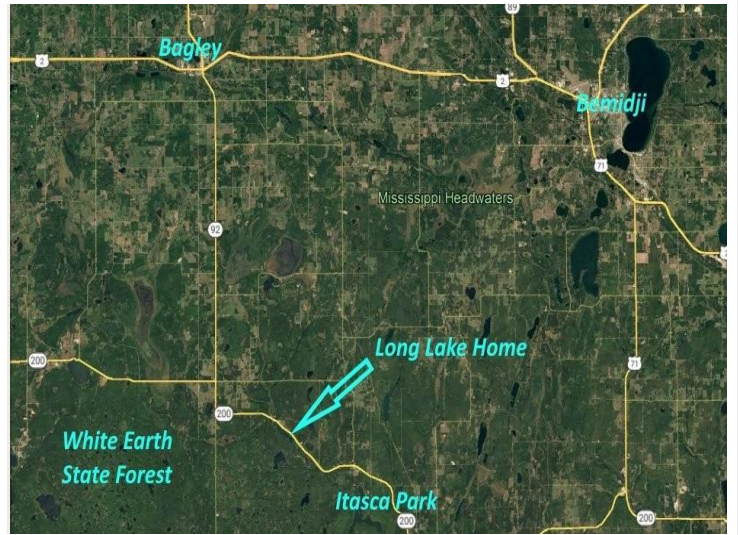 89
Bagley
2
2
Bemidji
71
Mississippi Headwaters
92
Long Lake Home
200
71
200
White Earth
State Forest
Itasca Park
200
200